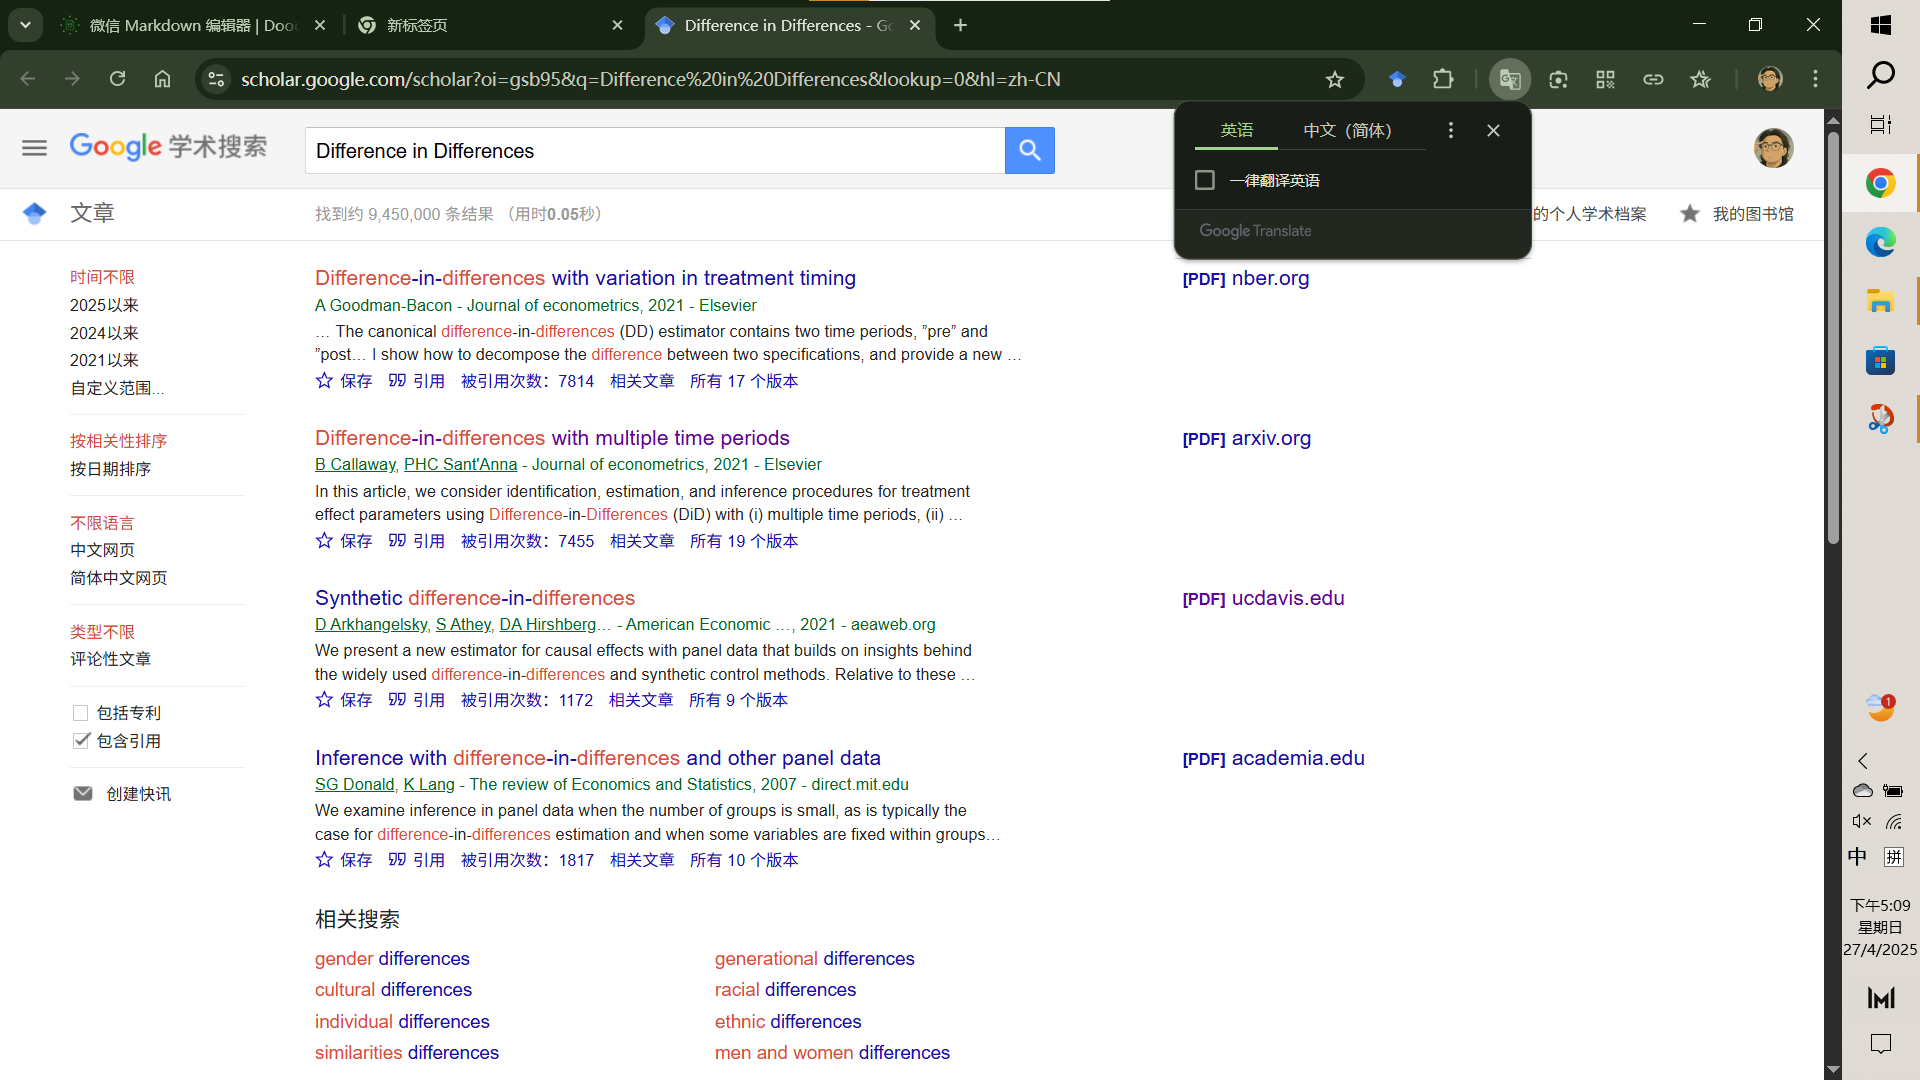 微信 Markdown 编辑器 | Doo
新标签页
Difference in Differences - Go
scholar.google.com/scholar?oi=gsb95&q=Difference%20in%20Differences&lookup=0&hl=zh-CN
英语
中文（简体）
一律翻译英语
Google Translate
Google 学术搜索
Difference in Differences
文章
找到约 9,450,000 条结果 （用时0.05秒）
的个人学术档案
我的图书馆
时间不限
2025以来
2024以来
2021以来
自定义范围...
按相关性排序
按日期排序
不限语言
中文网页
简体中文网页
类型不限
评论性文章
包括专利
包含引用
创建快讯
Difference-in-differences with variation in treatment timing
[PDF] nber.org
A Goodman-Bacon - Journal of econometrics, 2021 - Elsevier
… The canonical difference-in-differences (DD) estimator contains two time periods, ”pre” and
”post… I show how to decompose the difference between two specifications, and provide a new …
保存 引用 被引用次数：7814 相关文章 所有 17 个版本
Difference-in-differences with multiple time periods
[PDF] arxiv.org
B Callaway, PHC Sant'Anna - Journal of econometrics, 2021 - Elsevier
In this article, we consider identification, estimation, and inference procedures for treatment
effect parameters using Difference-in-Differences (DiD) with (i) multiple time periods, (ii) …
保存 引用 被引用次数：7455 相关文章 所有 19 个版本
Synthetic difference-in-differences
[PDF] ucdavis.edu
D Arkhangelsky, S Athey, DA Hirshberg… - American Economic …, 2021 - aeaweb.org
We present a new estimator for causal effects with panel data that builds on insights behind
the widely used difference-in-differences and synthetic control methods. Relative to these …
保存 引用 被引用次数：1172 相关文章 所有 9 个版本
Inference with difference-in-differences and other panel data
[PDF] academia.edu
SG Donald, K Lang - The review of Economics and Statistics, 2007 - direct.mit.edu
We examine inference in panel data when the number of groups is small, as is typically the
case for difference-in-differences estimation and when some variables are fixed within groups…
保存 引用 被引用次数：1817 相关文章 所有 10 个版本
相关搜索
gender differences
generational differences
cultural differences
racial differences
individual differences
ethnic differences
similarities differences
men and women differences
1
中 拼
下午5:09
星期日
27/4/2025